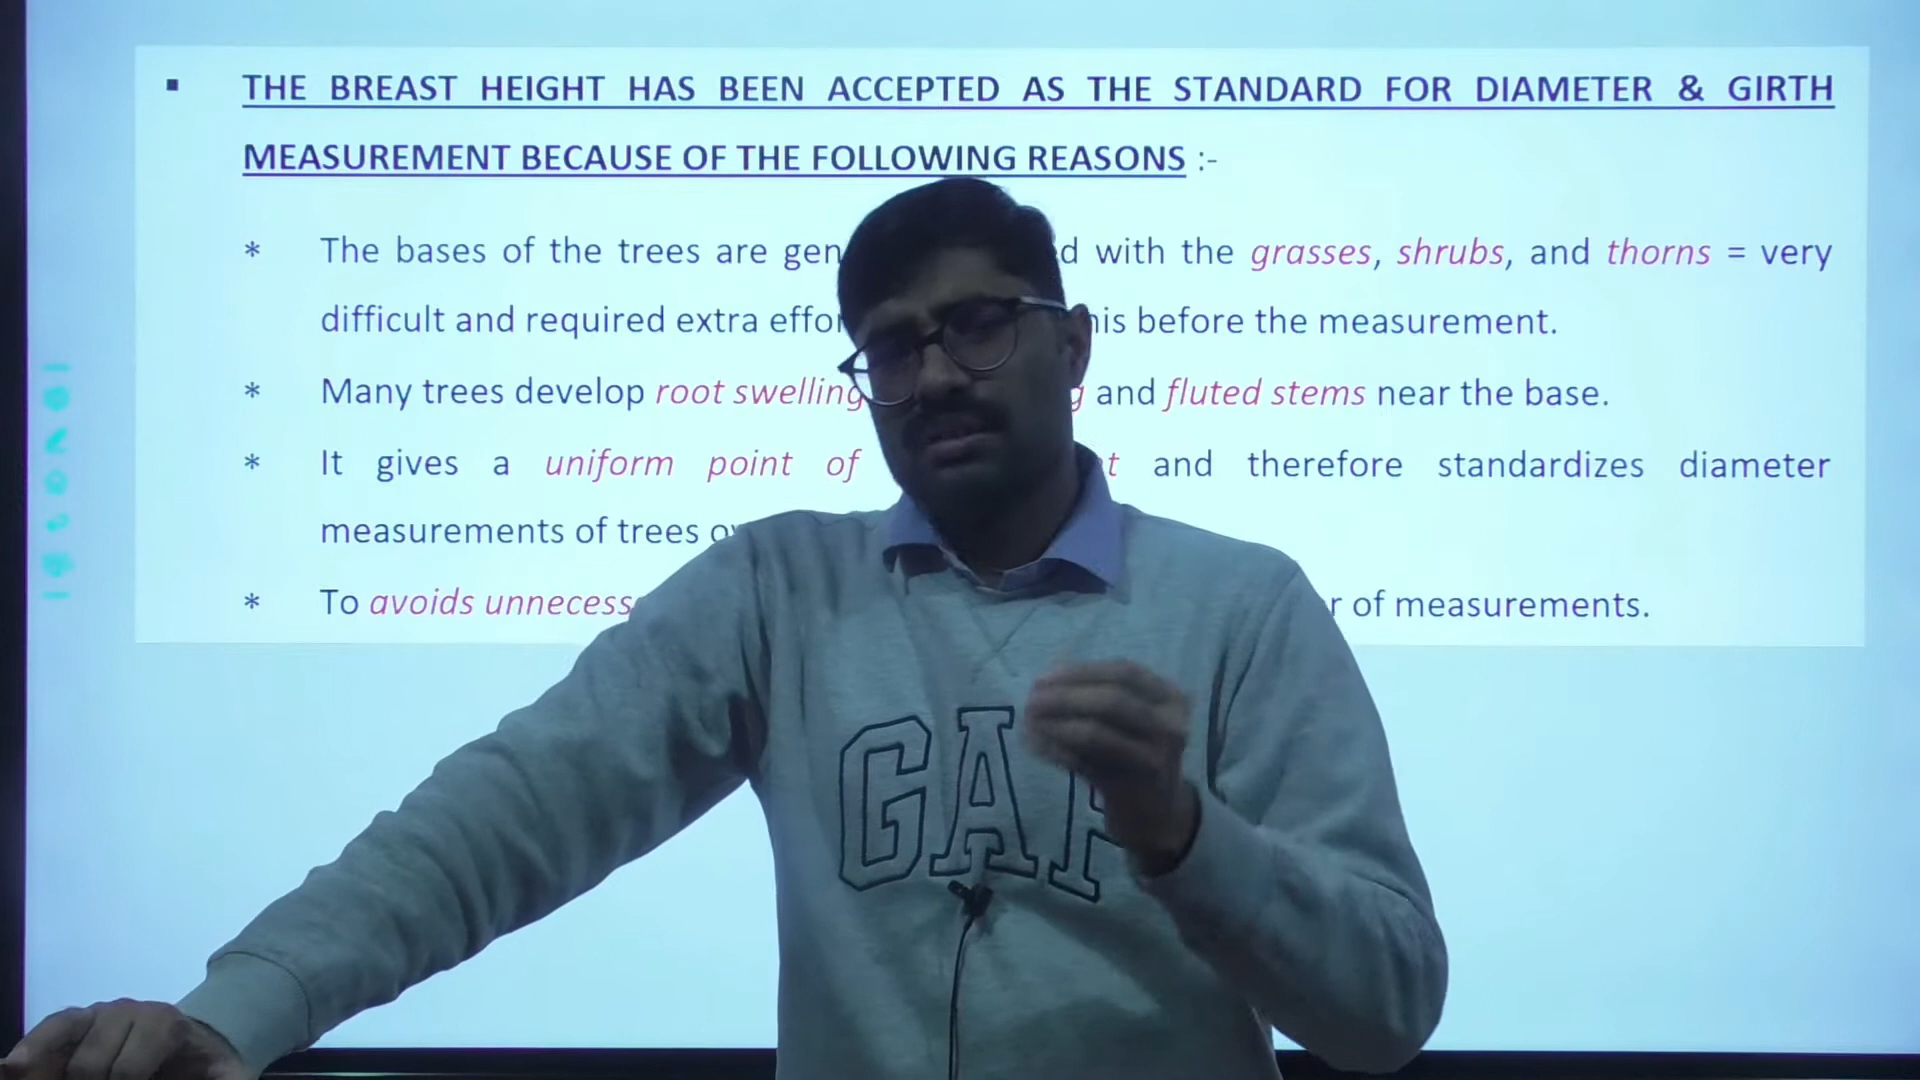 ▪ THE BREAST HEIGHT HAS BEEN ACCEPTED AS THE STANDARD FOR DIAMETER & GIRTH
MEASUREMENT BECAUSE OF THE FOLLOWING REASONS :-
* The bases of the trees are with the grasses, shrubs, and thorns = very
difficult and required extra before the measurement.
* Many trees develop root swelling and fluted stems near the base.
* It gives a uniform point of and therefore standardizes diameter
measurements of trees
* To avoids of measurements.
GAP